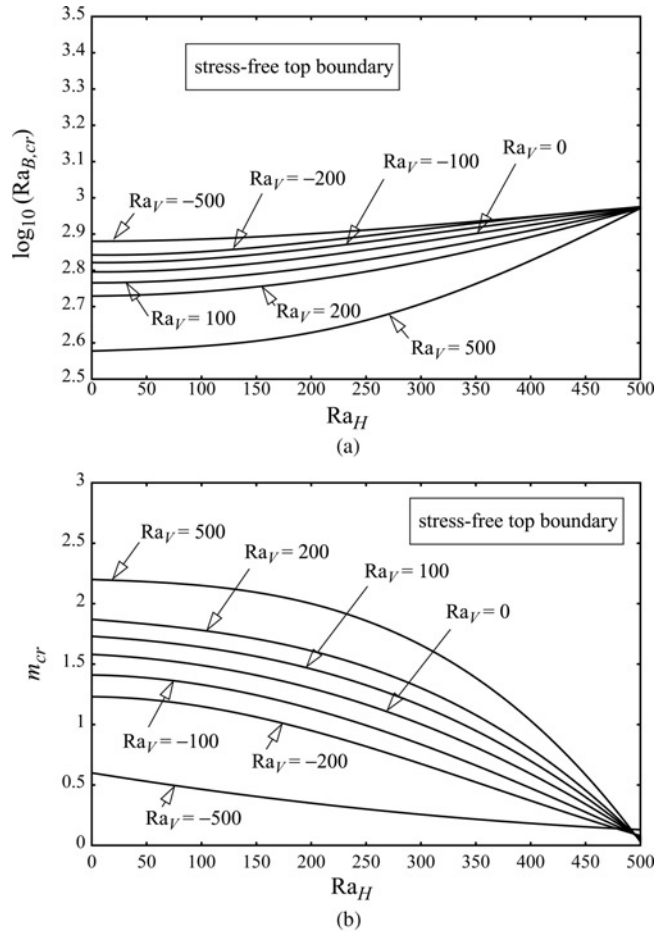 3.5
3.4
3.3
3.2
3.1
3
2.9
2.8
2.7
2.6
2.5
log10 (RaB,cr)
stress-free top boundary
RaV = 0
RaV = −100
RaV = −200
RaV = −500
RaV = 100
RaV = 200
RaV = 500
0 50 100 150 200 250 300 350 400 450 500
RaH
(a)
3
2.5
2
1.5
1
0.5
0
mcr
stress-free top boundary
RaV = 500
RaV = 200
RaV = 100
RaV = 0
RaV = −100
RaV = −200
RaV = −500
0 50 100 150 200 250 300 350 400 450 500
RaH
(b)